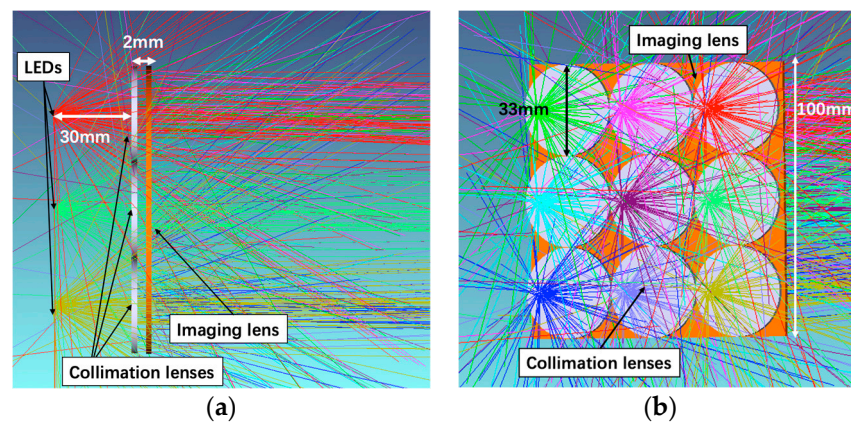 2mm
LEDs
30mm
Imaging lens
Collimation lenses
(a)
Imaging lens
33mm
100mm
Collimation lenses
(b)